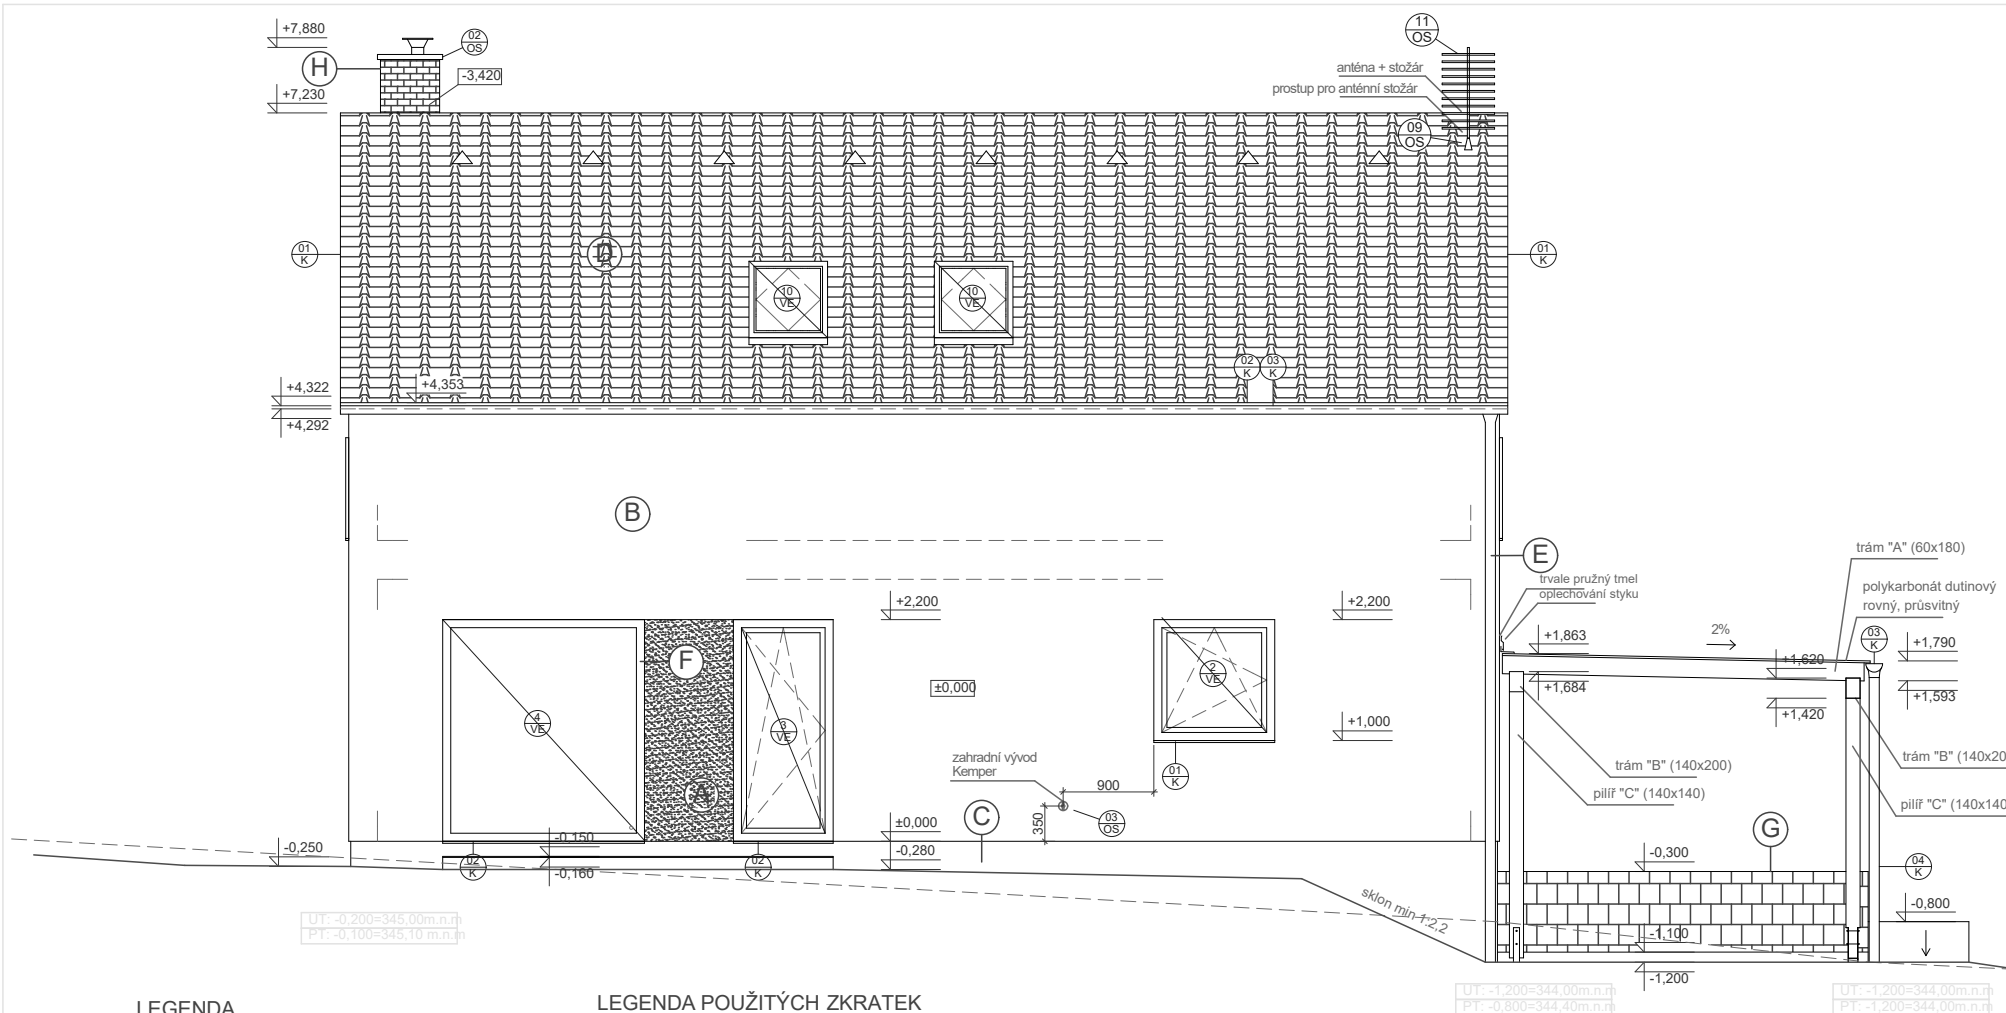 +7,880
02
OS
11
OS
H
-3,420
anténa + stožár
+7,230
prostup pro anténní stožár
09
OS
01
K
D
01
K
10
VE
10
VE
02
K
03
K
+4,322
+4,353
+4,292
B
E
trám "A" (60x180)
trvale pružný tmel
oplechování styku
polykarbonát dutinový
rovný, průsvitný
+2,200
+2,200
2%
+1,863
03
K
+1,790
F
+1,620
2
VE
±0,000
+1,684
+1,593
+1,420
4
VE
3
VE
+1,000
zahradní vývod
Kemper
01
K
trám "B" (140x200)
trám "B" (140x20
900
A
pilíř "C" (140x140)
pilíř "C" (140x140
350
03
OS
C
G
±0,000
-0,150
-0,250
-0,280
-0,300
02
K
-0,160
02
K
04
K
sklon min 1:2,2
-0,800
UT: -0,200=345,00m.n.m
PT: -0,100=345,10 m.n.m
-1,100
-1,200
UT: -1,200=344,00m.n.m
PT: -0,800=344,40m.n.m
UT: -1,200=344,00m.n.m
PT: -1,200=344,00m.n.m
LEGENDA
LEGENDA POUŽITÝCH ZKRATEK